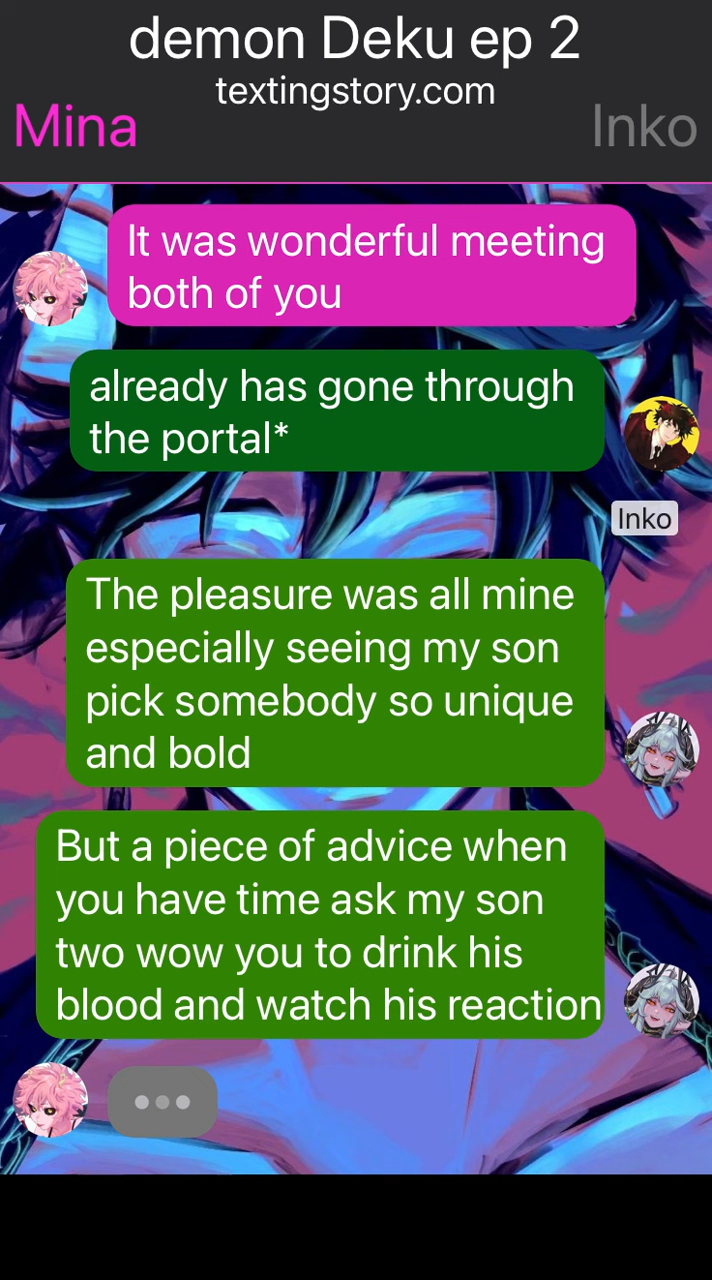 demon Deku ep 2
textingstory.com
Mina
Inko
It was wonderful meeting
both of you
already has gone through
the portal*
Inko
The pleasure was all mine
especially seeing my son
pick somebody so unique
and bold
But a piece of advice when
you have time ask my son
two wow you to drink his
blood and watch his reaction